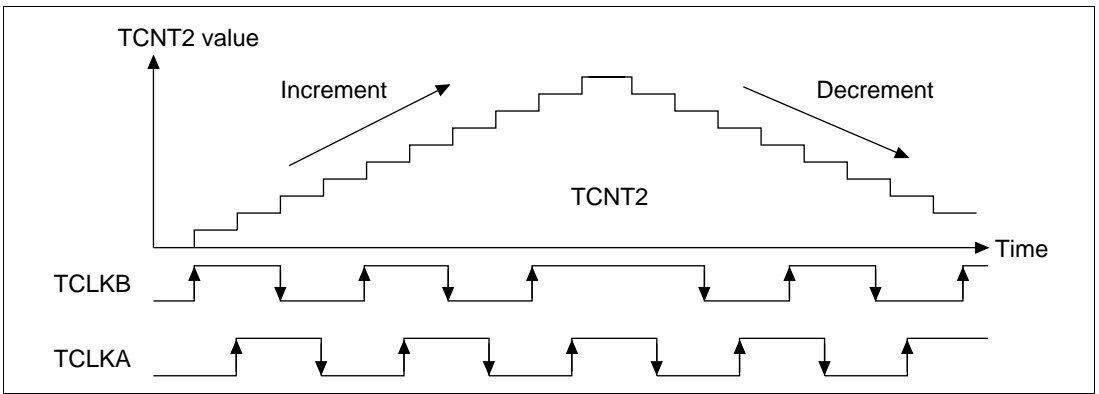 TCNT2 value
Increment
Decrement
TCNT2
Time
TCLKB
TCLKA